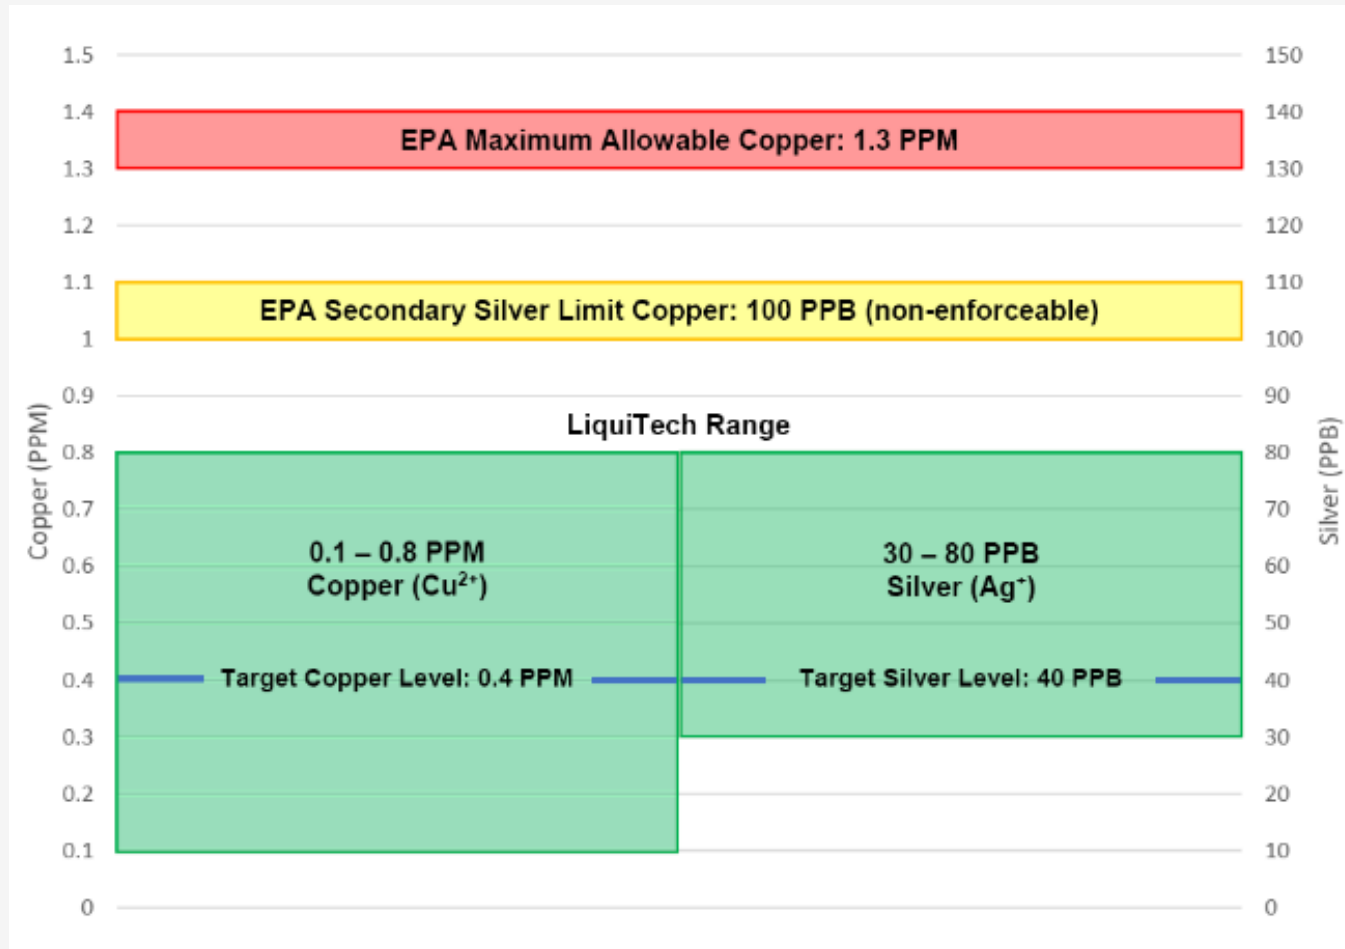 1.5
150
1.4
140
EPA Maximum Allowable Copper: 1.3 PPM
1.3
130
1.2
120
1.1
110
EPA Secondary Silver Limit Copper: 100 PPB (non-enforceable)
1
100
0.9
90
LiquiTech Range
Copper (PPM)
Silver (PPB)
0.8
80
0.7
70
0.1 – 0.8 PPM
Copper (Cu²⁺)
30 – 80 PPB
Silver (Ag⁺)
0.6
60
0.5
50
Target Copper Level: 0.4 PPM
Target Silver Level: 40 PPB
0.4
40
0.3
30
0.2
20
0.1
10
0
0